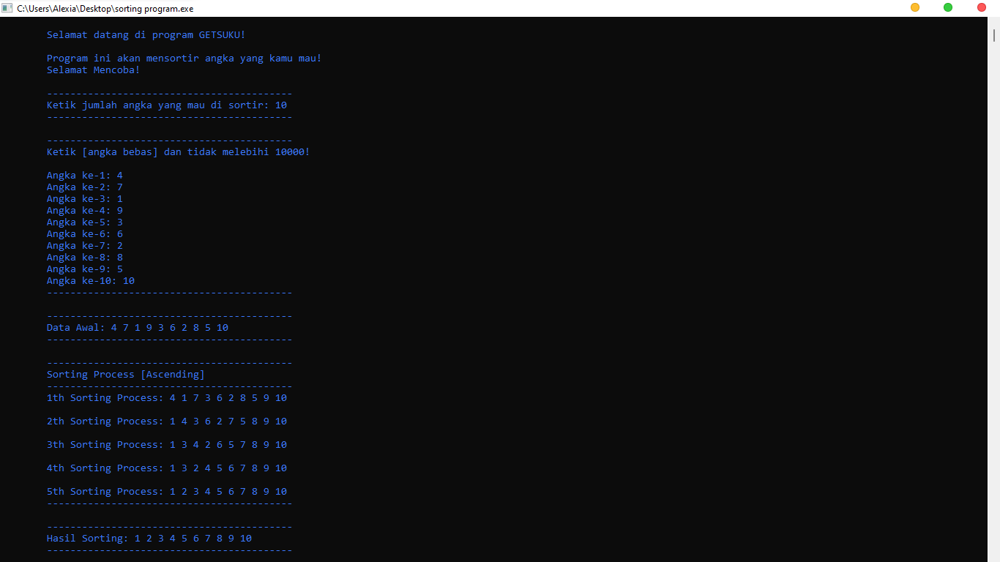 C:\Users\Alexia\Desktop\sorting program.exe
Selamat datang di program GETSUKU!
Program ini akan mensortir angka yang kamu mau!
Selamat Mencoba!
------------------------------------------
Ketik jumlah angka yang mau di sortir: 10
------------------------------------------
------------------------------------------
Ketik [angka bebas] dan tidak melebihi 10000!
Angka ke-1: 4
Angka ke-2: 7
Angka ke-3: 1
Angka ke-4: 9
Angka ke-5: 3
Angka ke-6: 6
Angka ke-7: 2
Angka ke-8: 8
Angka ke-9: 5
Angka ke-10: 10
------------------------------------------
------------------------------------------
Data Awal: 4 7 1 9 3 6 2 8 5 10
------------------------------------------
------------------------------------------
Sorting Process [Ascending]
------------------------------------------
1th Sorting Process: 4 1 7 3 6 2 8 5 9 10
2th Sorting Process: 1 4 3 6 2 7 5 8 9 10
3th Sorting Process: 1 3 4 2 6 5 7 8 9 10
4th Sorting Process: 1 3 2 4 5 6 7 8 9 10
5th Sorting Process: 1 2 3 4 5 6 7 8 9 10
------------------------------------------
------------------------------------------
Hasil Sorting: 1 2 3 4 5 6 7 8 9 10
------------------------------------------